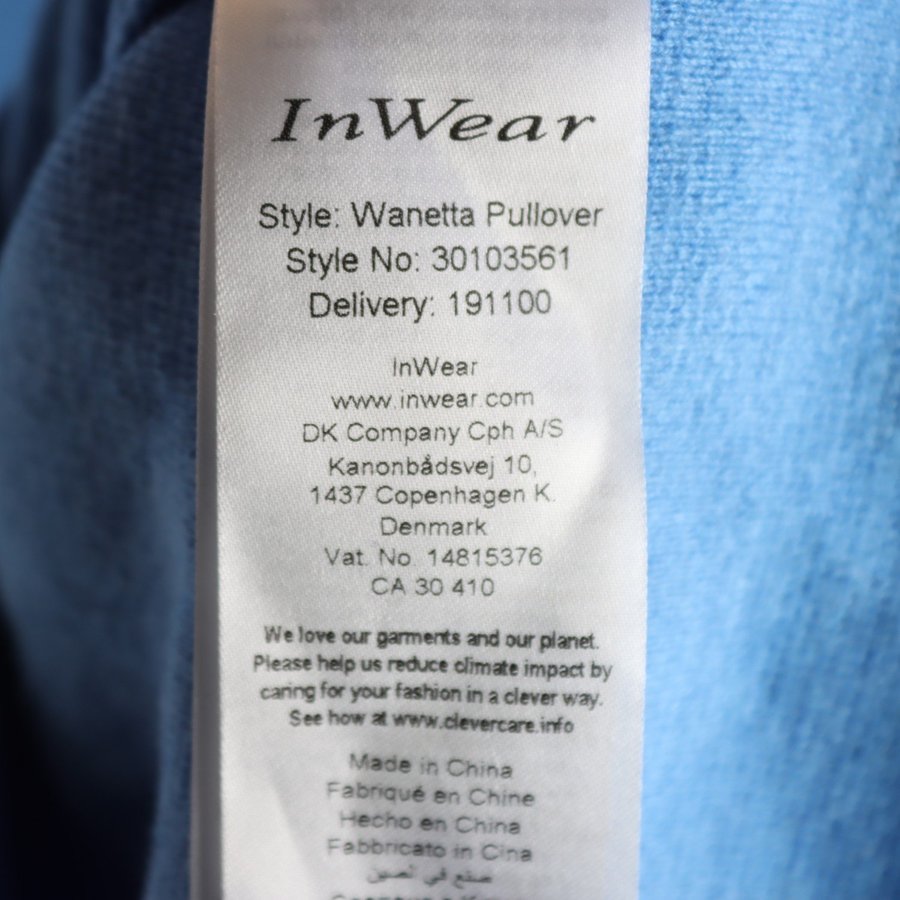 InWear
Style: Wanetta Pullover
Style No: 30103561
Delivery: 191100
InWear
www.inwear.com
DK Company Cph A/S
Kanonbådsvej 10,
1437 Copenhagen K.
Denmark
Vat. No. 14815376
CA 30 410
We love our garments and our planet.
Please help us reduce climate impact by
caring for your fashion in a clever way.
See how at www.clevercare.info
Made in China
Fabriqué en Chine
Hecho en China
Fabbricato in Cina
صنع في الصين